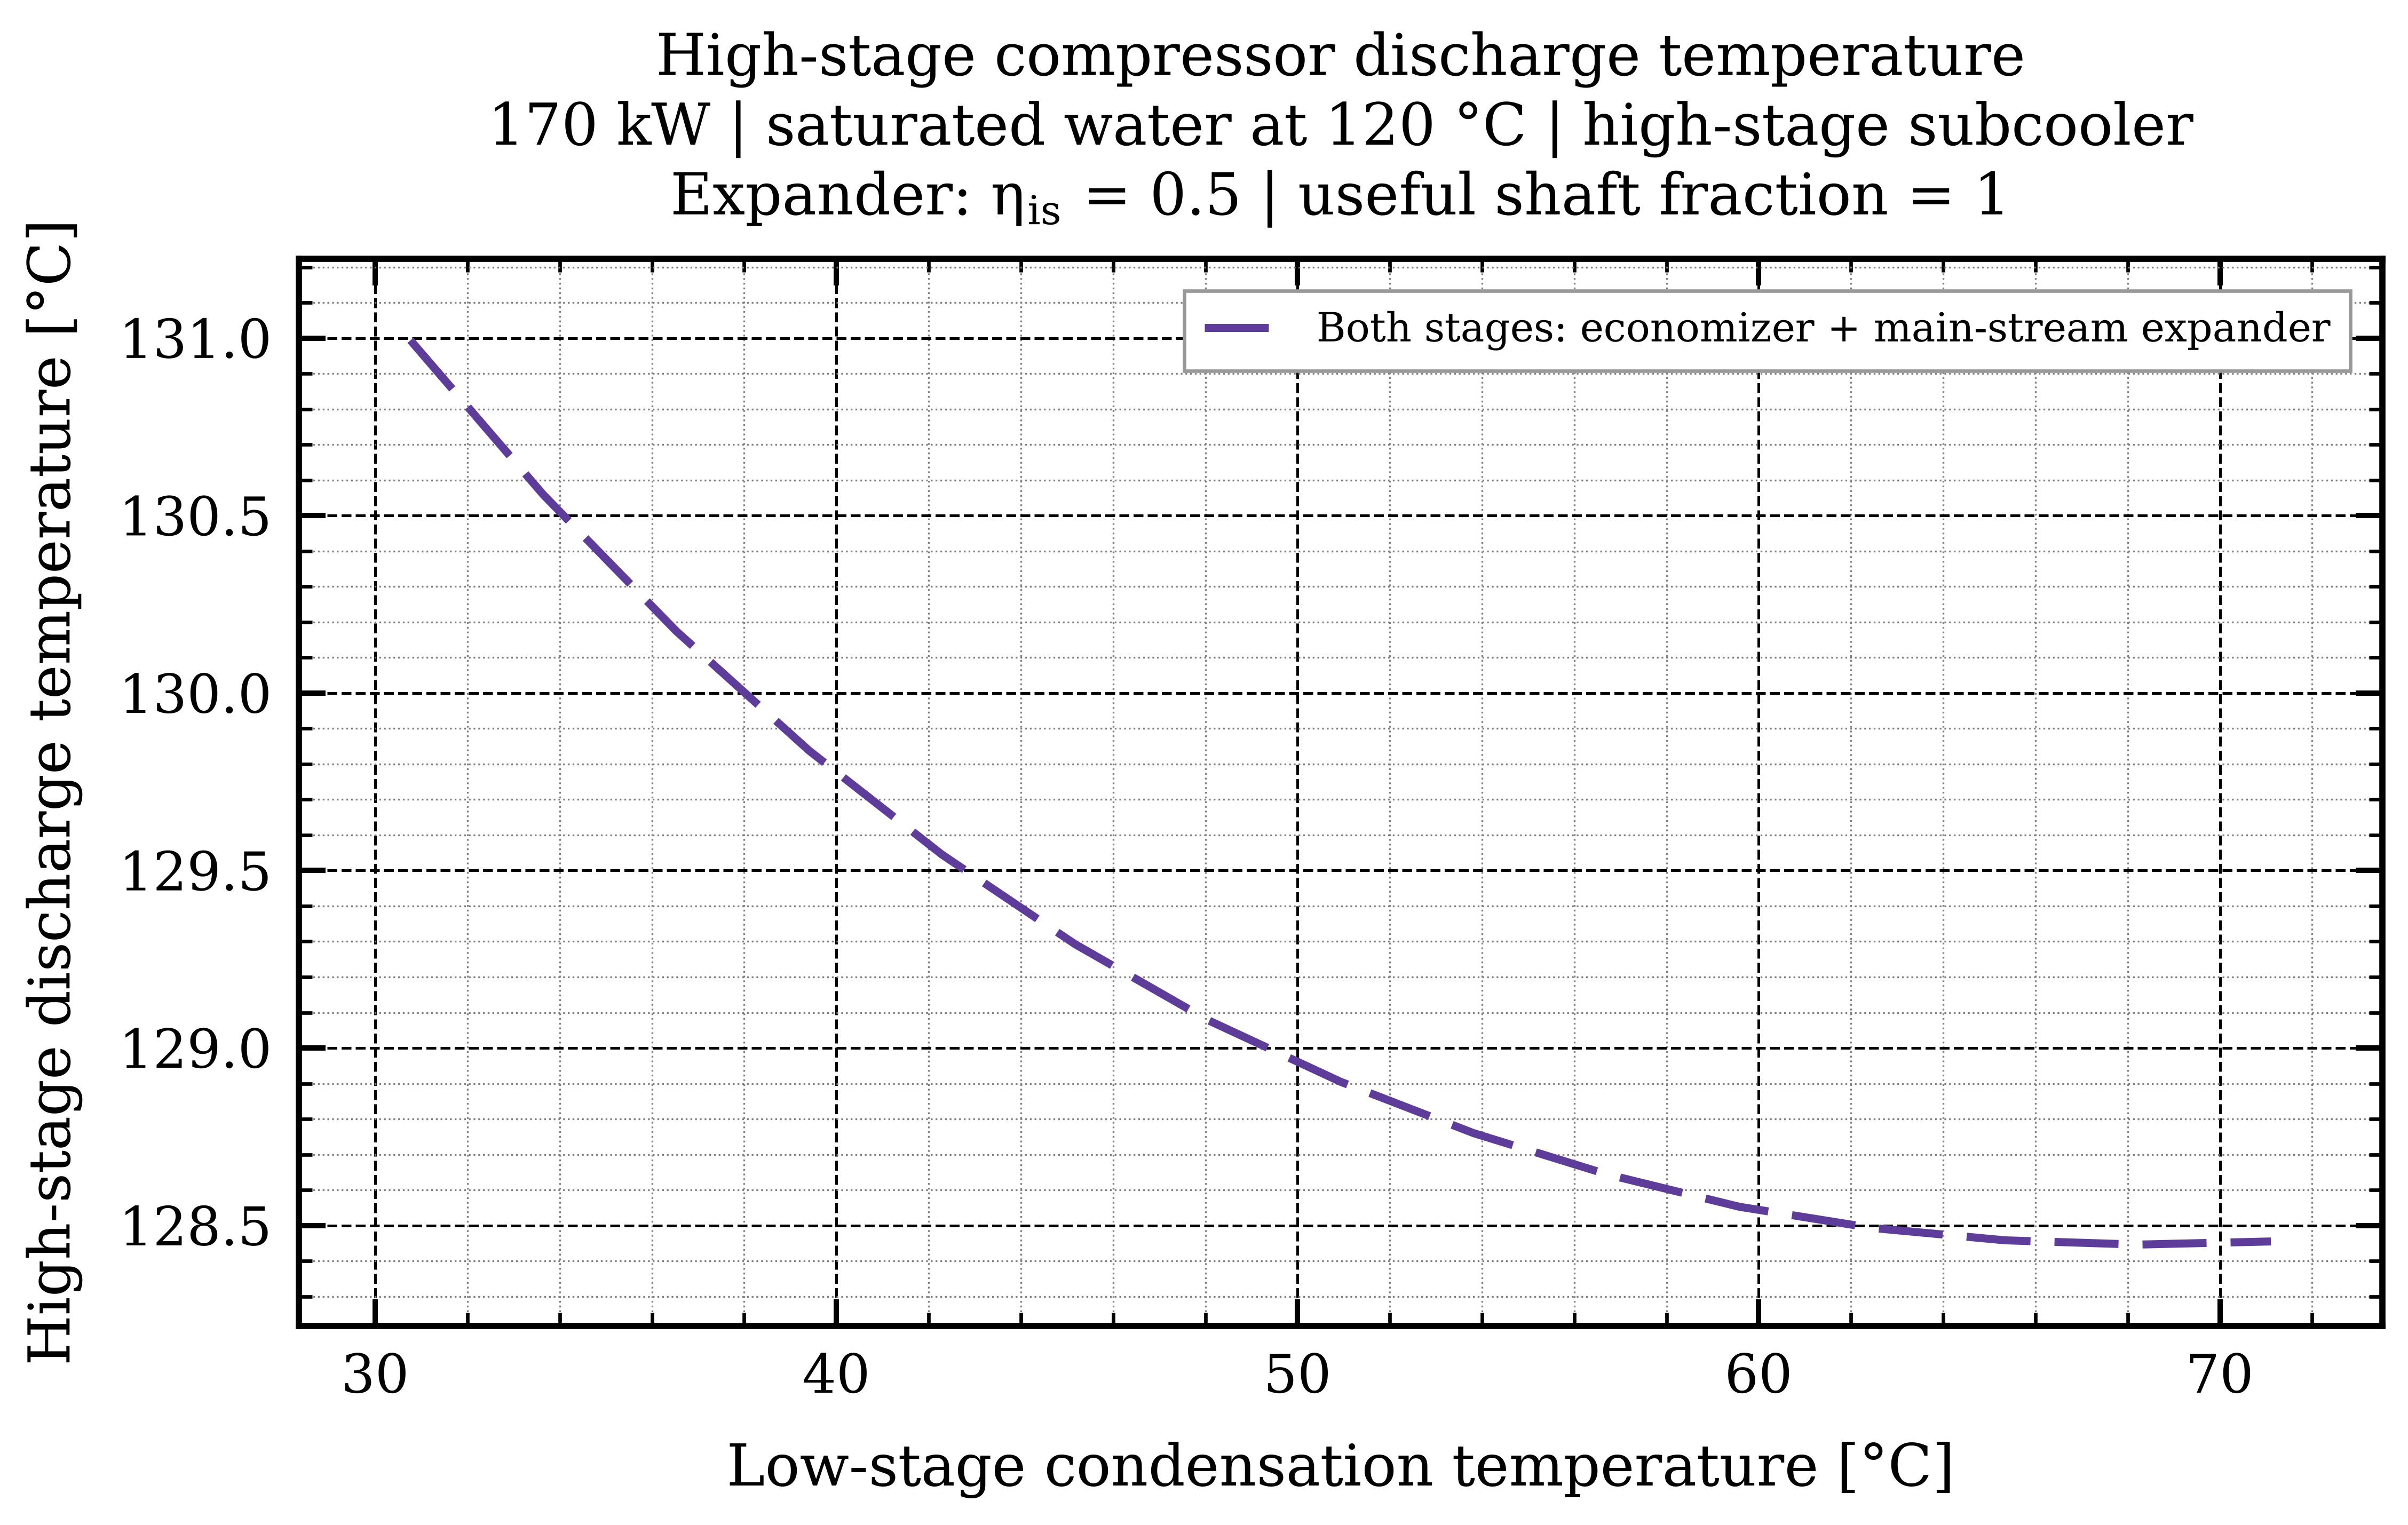 High-stage compressor discharge temperature
170 kW | saturated water at 120 °C | high-stage subcooler
Expander: ηis = 0.5 | useful shaft fraction = 1
High-stage discharge temperature [°C]
131.0
130.5
130.0
129.5
129.0
128.5
Both stages: economizer + main-stream expander
30 40 50 60 70
Low-stage condensation temperature [°C]